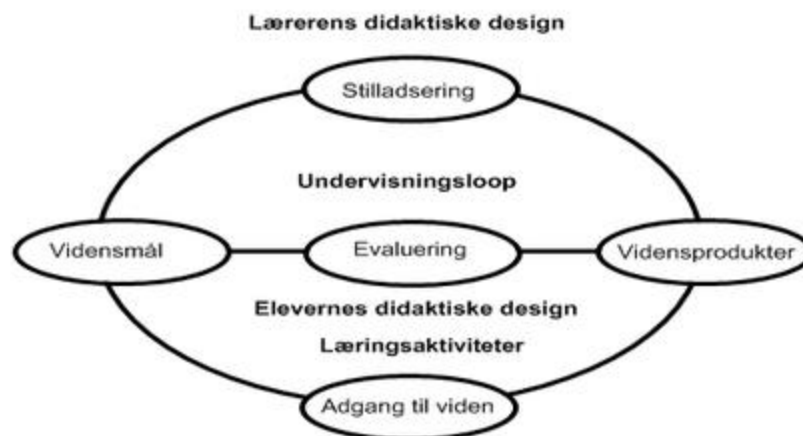 Lærerens didaktiske design
Stilladsering
Undervisningsloop
Vidensmål
Evaluering
Vidensprodukter
Elevernes didaktiske design
Læringsaktiviteter
Adgang til viden